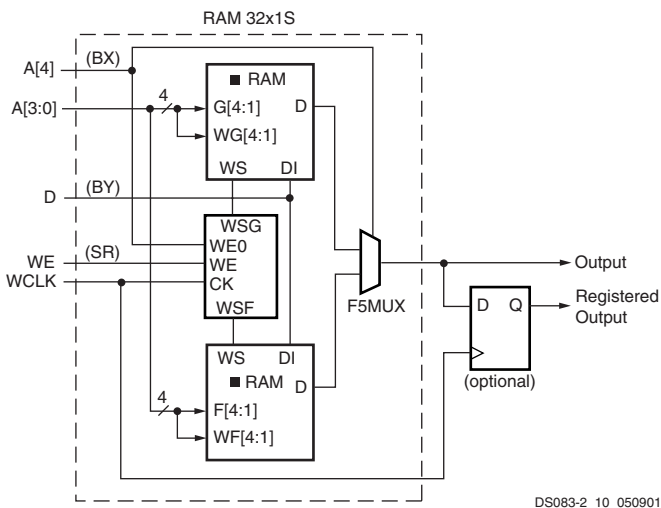 RAM 32x1S
A[4]
(BX)
A[3:0]
4
RAM
G[4:1]
D
WG[4:1]
WS
DI
D
(BY)
WSG
WE0
WE
(SR)
WE
WCLK
CK
WSF
F5MUX
Output
D
Q
Registered
Output
(optional)
WS
DI
RAM
D
4
F[4:1]
WF[4:1]
DS083-2_10_050901